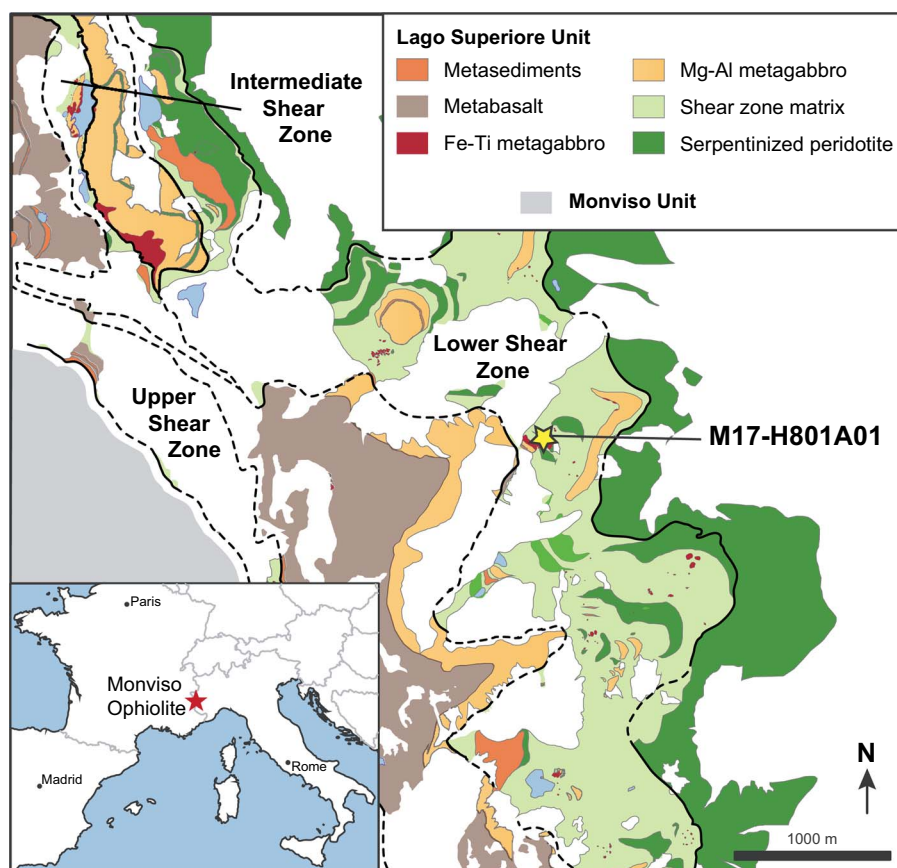 Lago Superiore Unit
Metasediments
Metabasalt
Fe-Ti metagabbro
Mg-Al metagabbro
Shear zone matrix
Serpentinized peridotite
Monviso Unit
Intermediate
Shear
Zone
Lower Shear
Zone
Upper
Shear
Zone
M17-H801A01
Paris
Monviso
Ophiolite
Rome
Madrid
N
1000 m